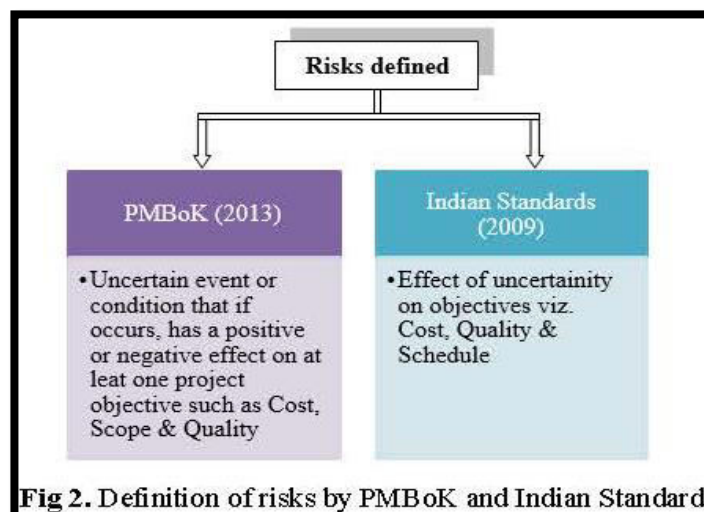 Risks defined
PMBoK (2013)
•Uncertain event or
condition that if
occurs, has a positive
or negative effect on at
leat one project
objective such as Cost,
Scope & Quality
Indian Standards
(2009)
•Effect of uncertainity
on objectives viz.
Cost, Quality &
Schedule
Fig 2. Definition of risks by PMBoK and Indian Standard